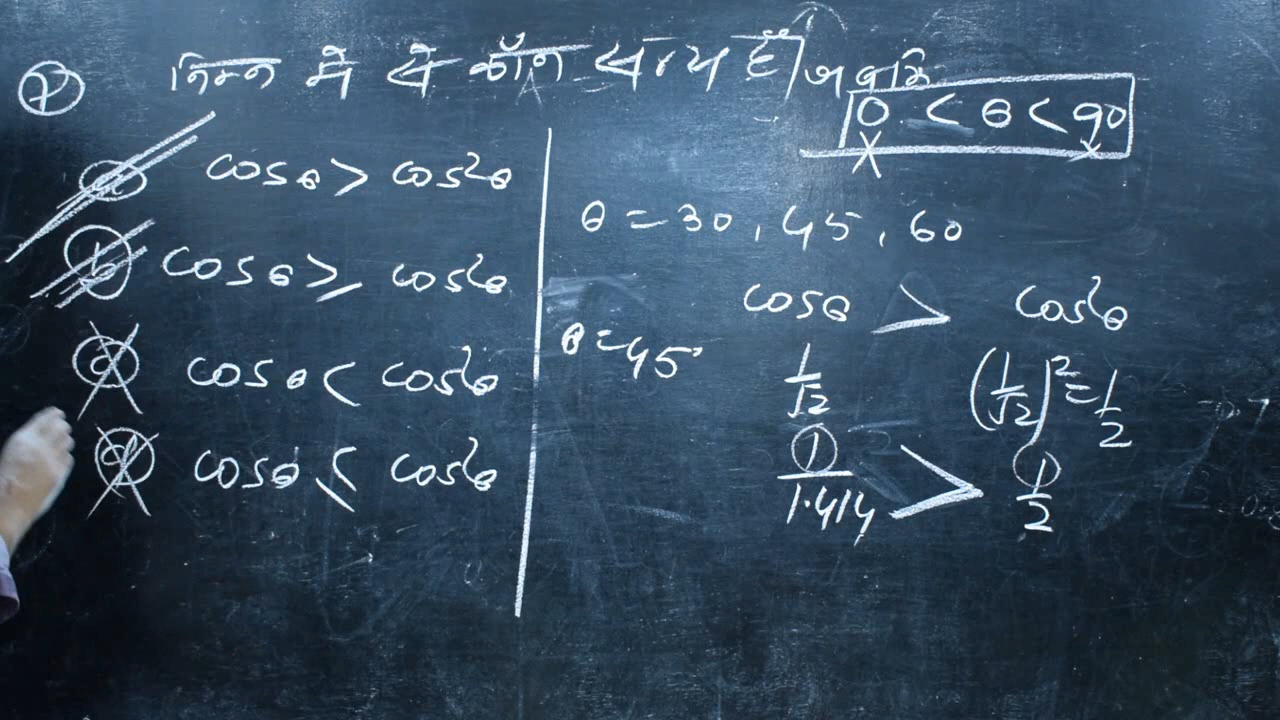 निम्न में से कौन सत्य है जबकि
0 < θ < 90
cosθ > cos²θ
b cosθ ≥ cos²θ
c cosθ < cos²θ
d cosθ ≤ cos²θ
θ = 30, 45, 60
cosθ > cos²θ
θ = 45°
1/√2 (1/√2)² = 1/2
1/1.414 > 1/2